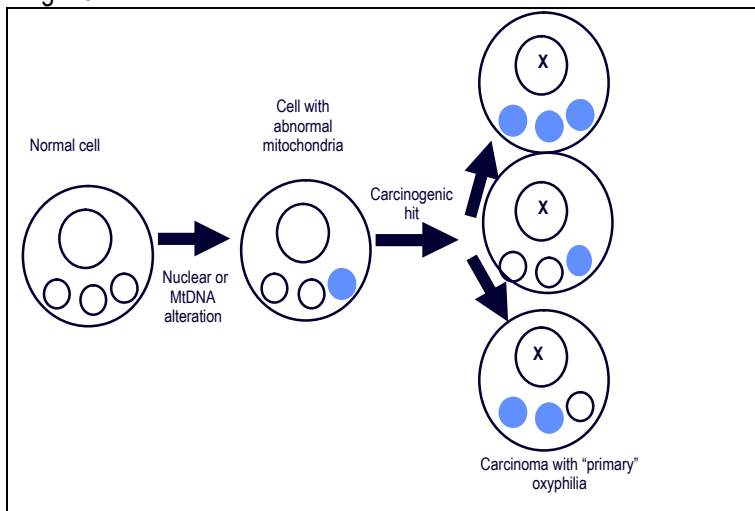 Normal cell
Cell with
abnormal
mitochondria
Nuclear or
MtDNA
alteration
Carcinogenic
hit
X
X
X
Carcinoma with “primary”
oxyphilia